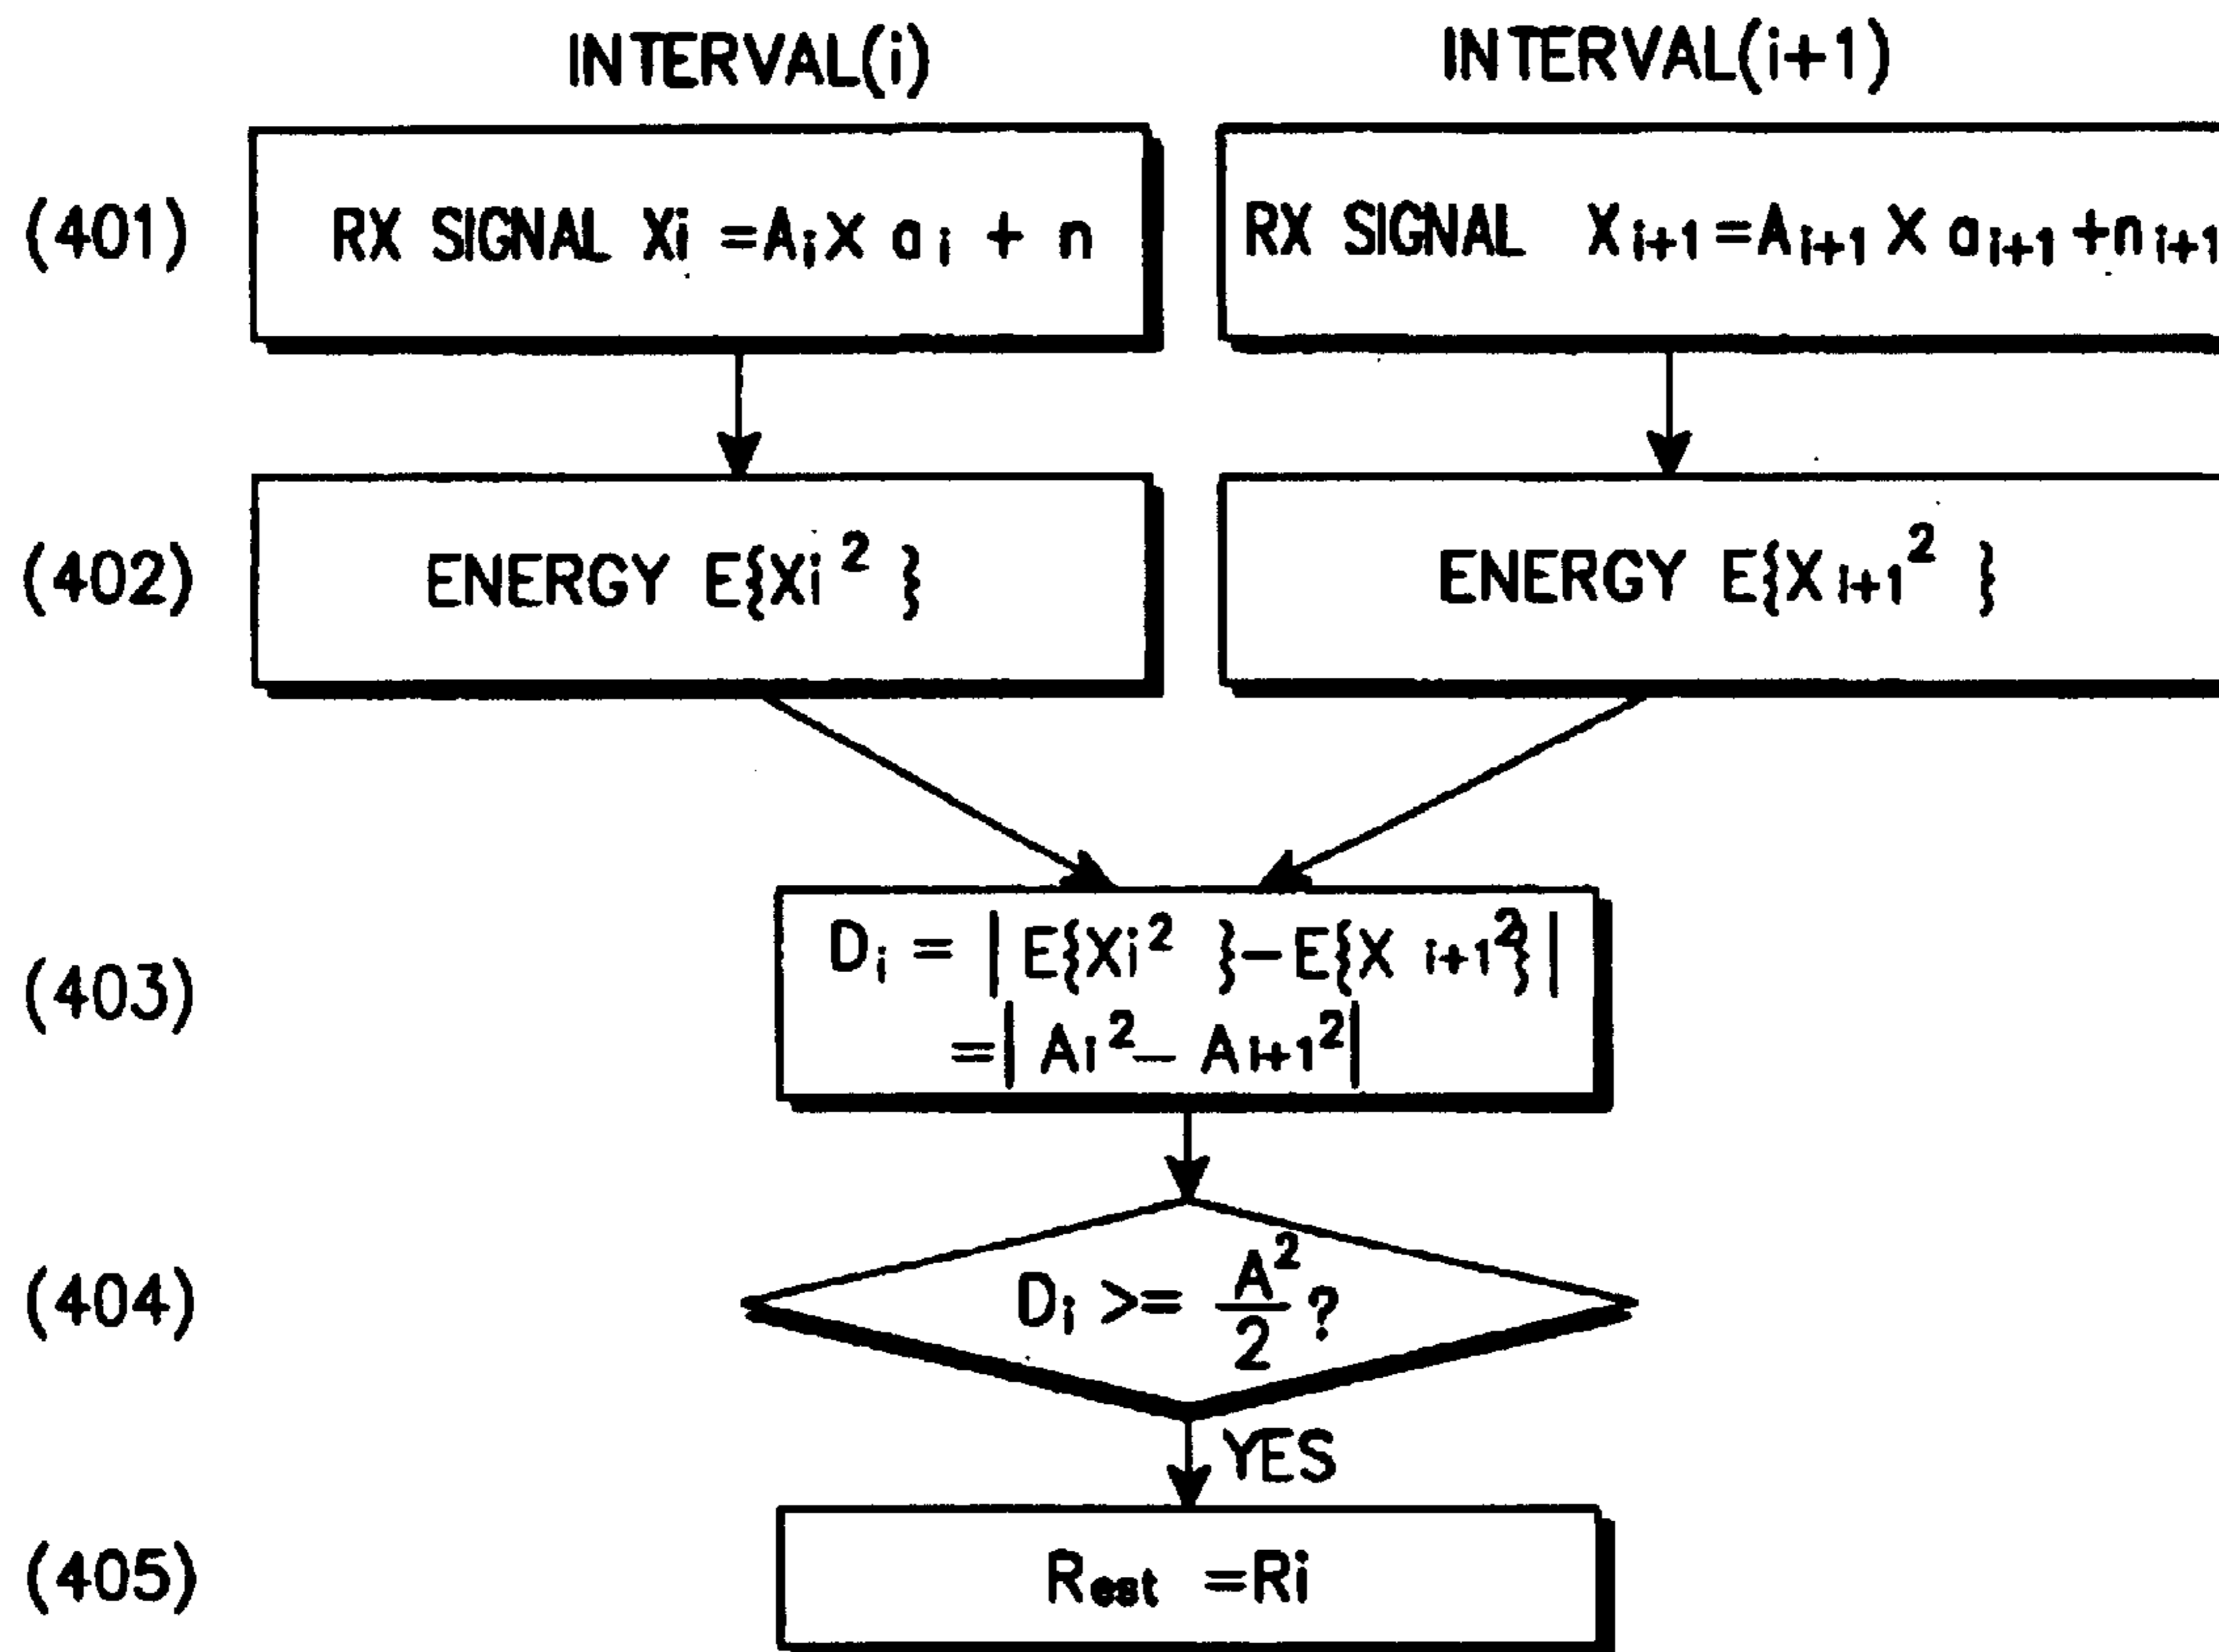 INTERVAL(i) INTERVAL(i+1)
(401) RX SIGNAL Xi =Ai X ai + n RX SIGNAL Xi+1 =Ai+1 X ai+1 +ni+1
(402) ENERGY E{Xi²} ENERGY E{Xi+1²}
(403) Di = | E{Xi²}-E{Xi+1²} |
=| Ai²- Ai+1² |
(404) Di >= A²/2 ?
YES
(405) Rest =Ri